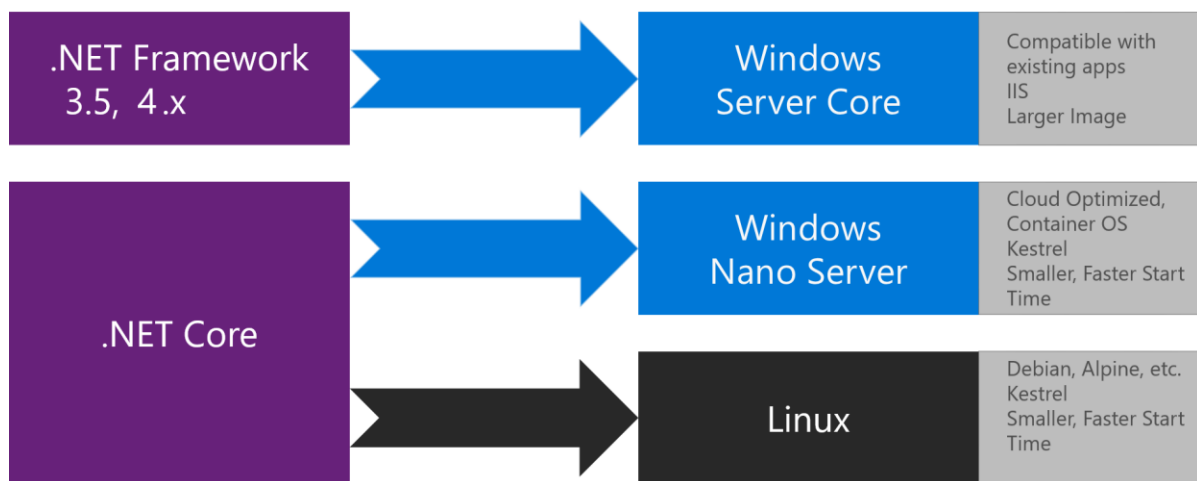 .NET Framework
3.5, 4.x
Windows
Server Core
Compatible with
existing apps
IIS
Larger Image
.NET Core
Windows
Nano Server
Cloud Optimized,
Container OS
Kestrel
Smaller, Faster Start
Time
Linux
Debian, Alpine, etc.
Kestrel
Smaller, Faster Start
Time